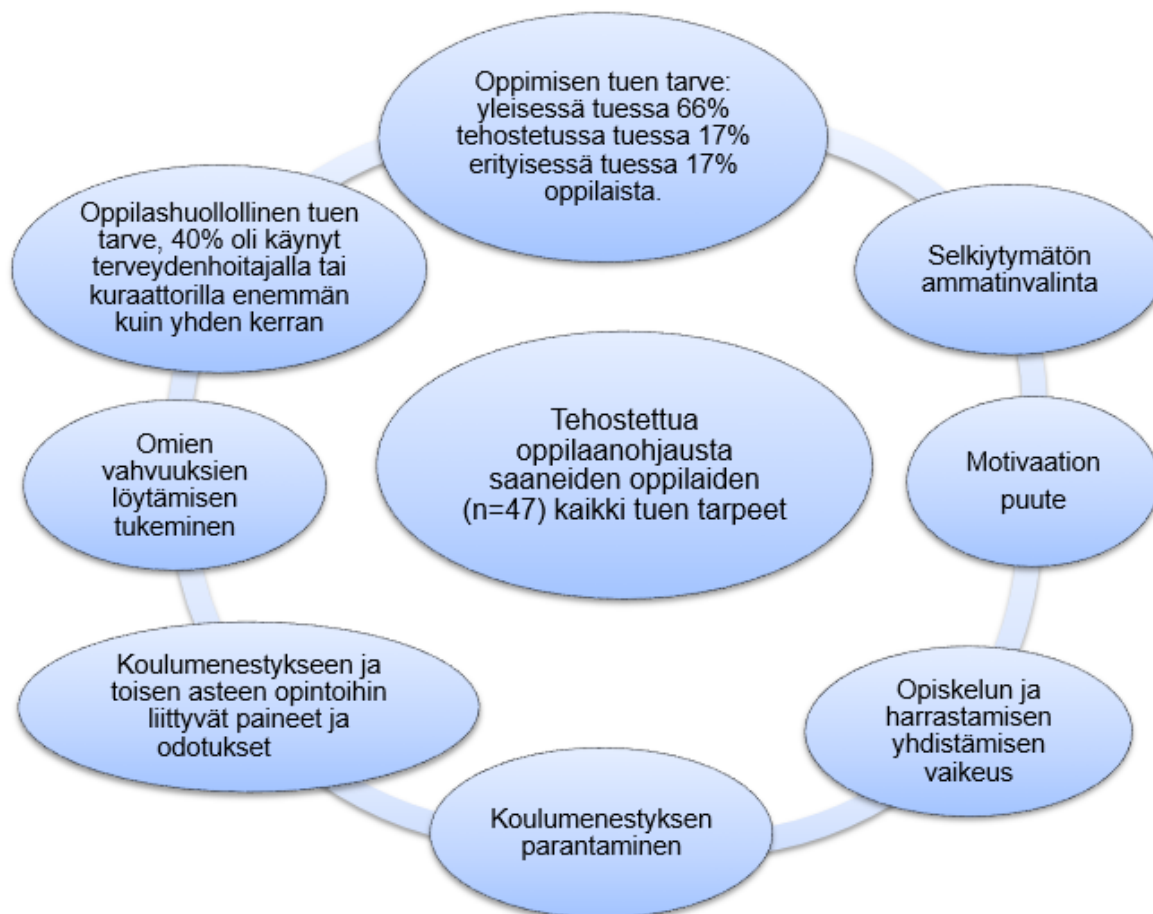 Oppimisen tuen tarve:
yleisessä tuessa 66%
tehostetussa tuessa 17%
erityisessä tuessa 17%
oppilaista.
Selkiytymätön
ammatinvalinta
Motivaation
puute
Opiskelun ja
harrastamisen
yhdistämisen
vaikeus
Koulumenestyksen
parantaminen
Koulumenestykseen ja
toisen asteen opintoihin
liittyvät paineet ja
odotukset
Omien
vahvuuksien
löytämisen
tukeminen
Oppilashuollollinen tuen
tarve, 40% oli käynyt
terveydenhoitajalla tai
kuraattorilla enemmän
kuin yhden kerran
Tehostettua
oppilaanohjausta
saaneiden oppilaiden
(n=47) kaikki tuen tarpeet